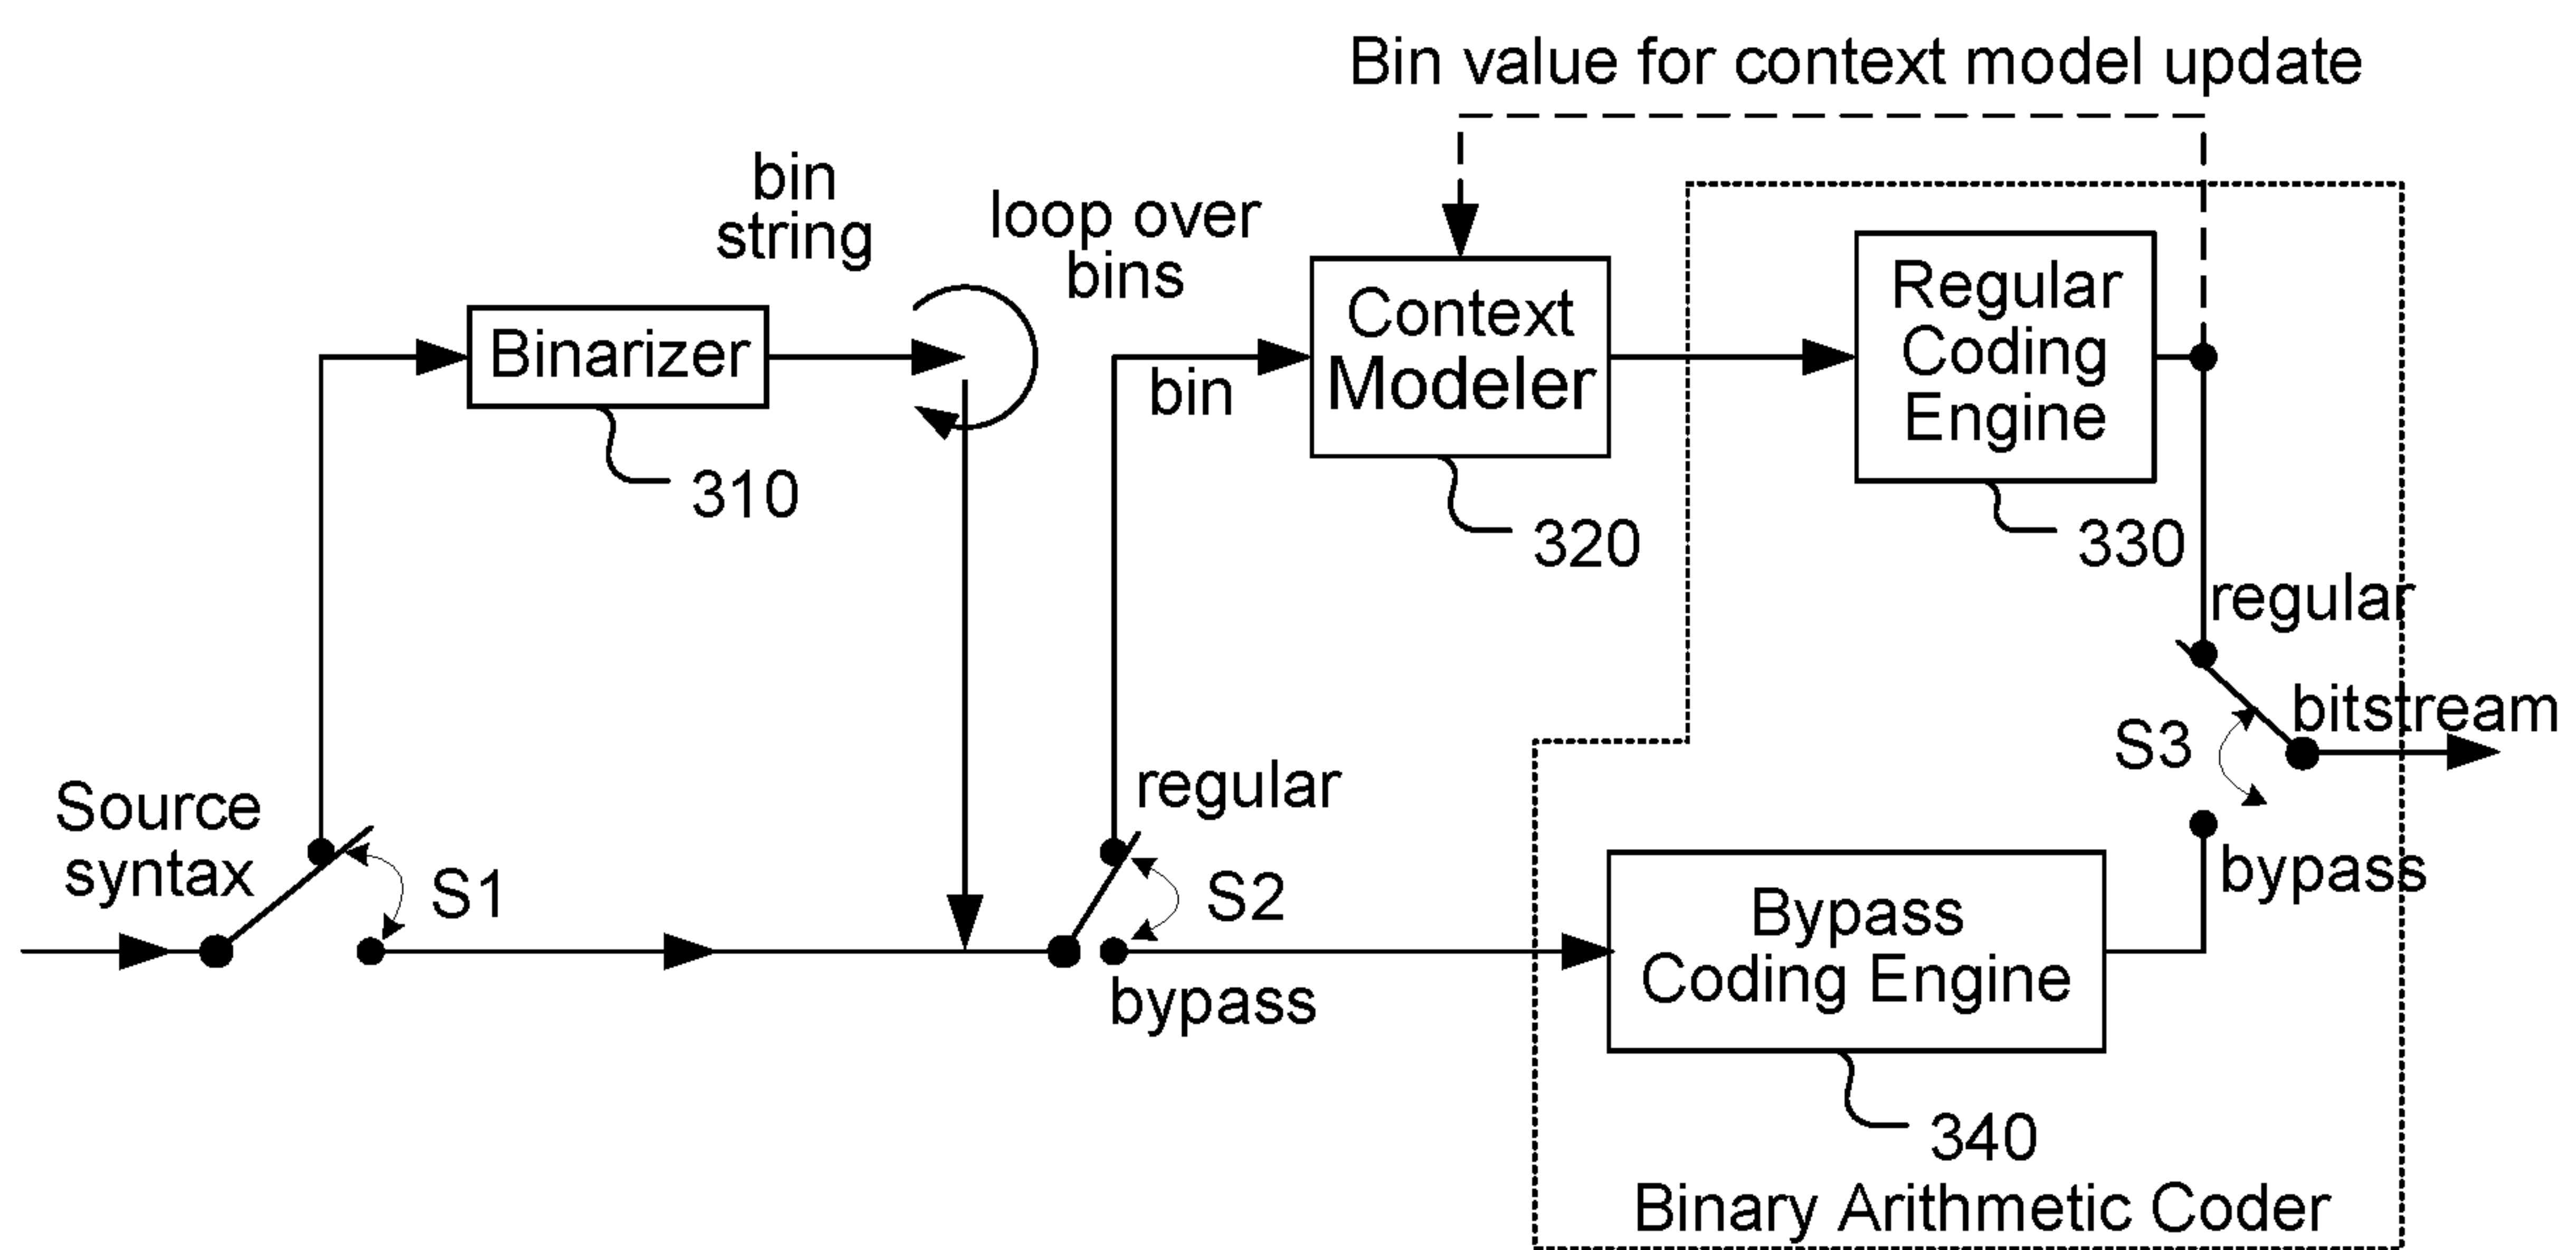 Bin value for context model update
bin
string
loop over
bins
Binarizer
310
bin
Context
Modeler
320
Regular
Coding
Engine
330
regular
Source
syntax
S1
regular
S2
bypass
S3
bitstream
bypass
Bypass
Coding Engine
340
Binary Arithmetic Coder